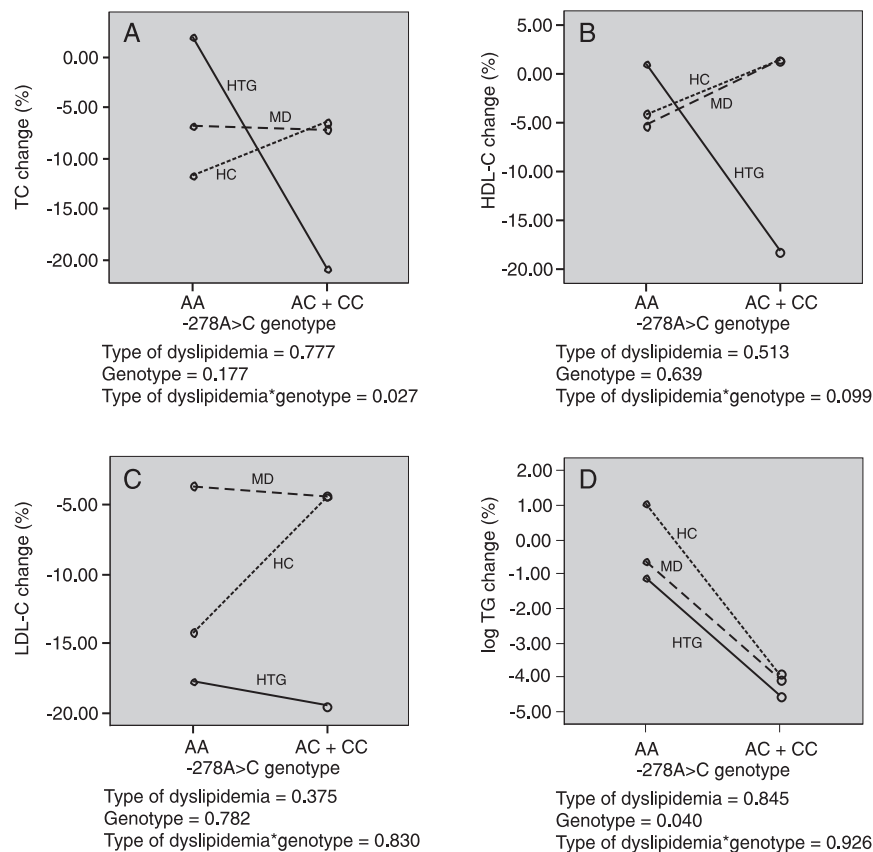 A
0.00
-5.00
-10.00
-15.00
-20.00
TC change (%)
HTG
MD
HC
AA
AC + CC
-278A>C genotype
Type of dyslipidemia = 0.777
Genotype = 0.177
Type of dyslipidemia*genotype = 0.027
B
5.00
0.00
-5.00
-10.00
-15.00
-20.00
HDL-C change (%)
HC
MD
HTG
AA
AC + CC
-278A>C genotype
Type of dyslipidemia = 0.513
Genotype = 0.639
Type of dyslipidemia*genotype = 0.099
C
-5.00
-10.00
-15.00
-20.00
LDL-C change (%)
MD
HC
HTG
AA
AC + CC
-278A>C genotype
Type of dyslipidemia = 0.375
Genotype = 0.782
Type of dyslipidemia*genotype = 0.830
D
2.00
1.00
0.00
-1.00
-2.00
-3.00
-4.00
-5.00
log TG change (%)
HC
MD
HTG
AA
AC + CC
-278A>C genotype
Type of dyslipidemia = 0.845
Genotype = 0.040
Type of dyslipidemia*genotype = 0.926